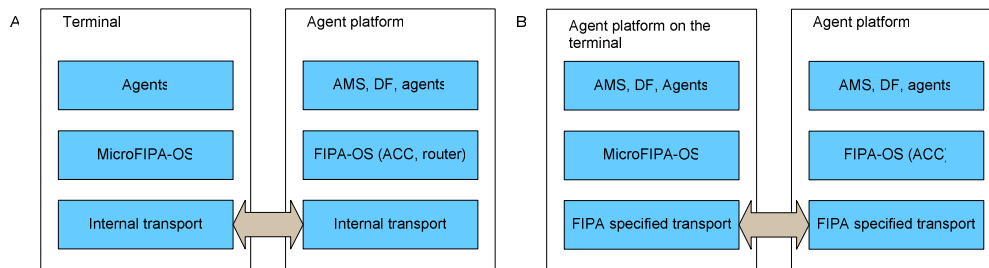 A
Terminal
Agents
MicroFIPA-OS
Internal transport
Agent platform
AMS, DF, agents
FIPA-OS (ACC, router)
Internal transport
B
Agent platform on the
terminal
AMS, DF, Agents
MicroFIPA-OS
FIPA specified transport
Agent platform
AMS, DF, agents
FIPA-OS (ACC)
FIPA specified transport